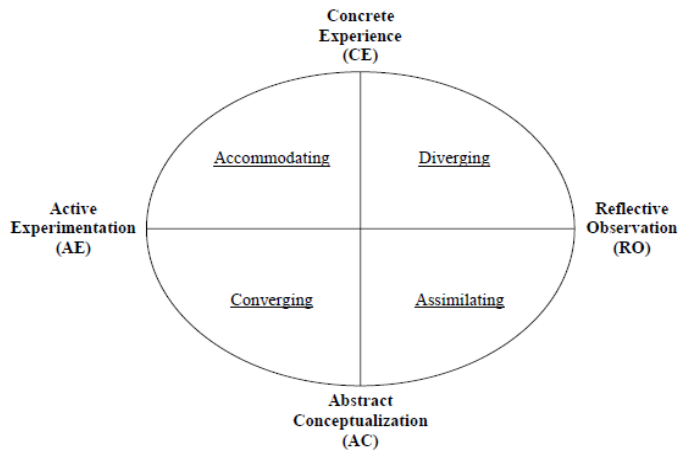 Concrete
Experience
(CE)
Accommodating
Diverging
Active
Experimentation
(AE)
Reflective
Observation
(RO)
Converging
Assimilating
Abstract
Conceptualization
(AC)